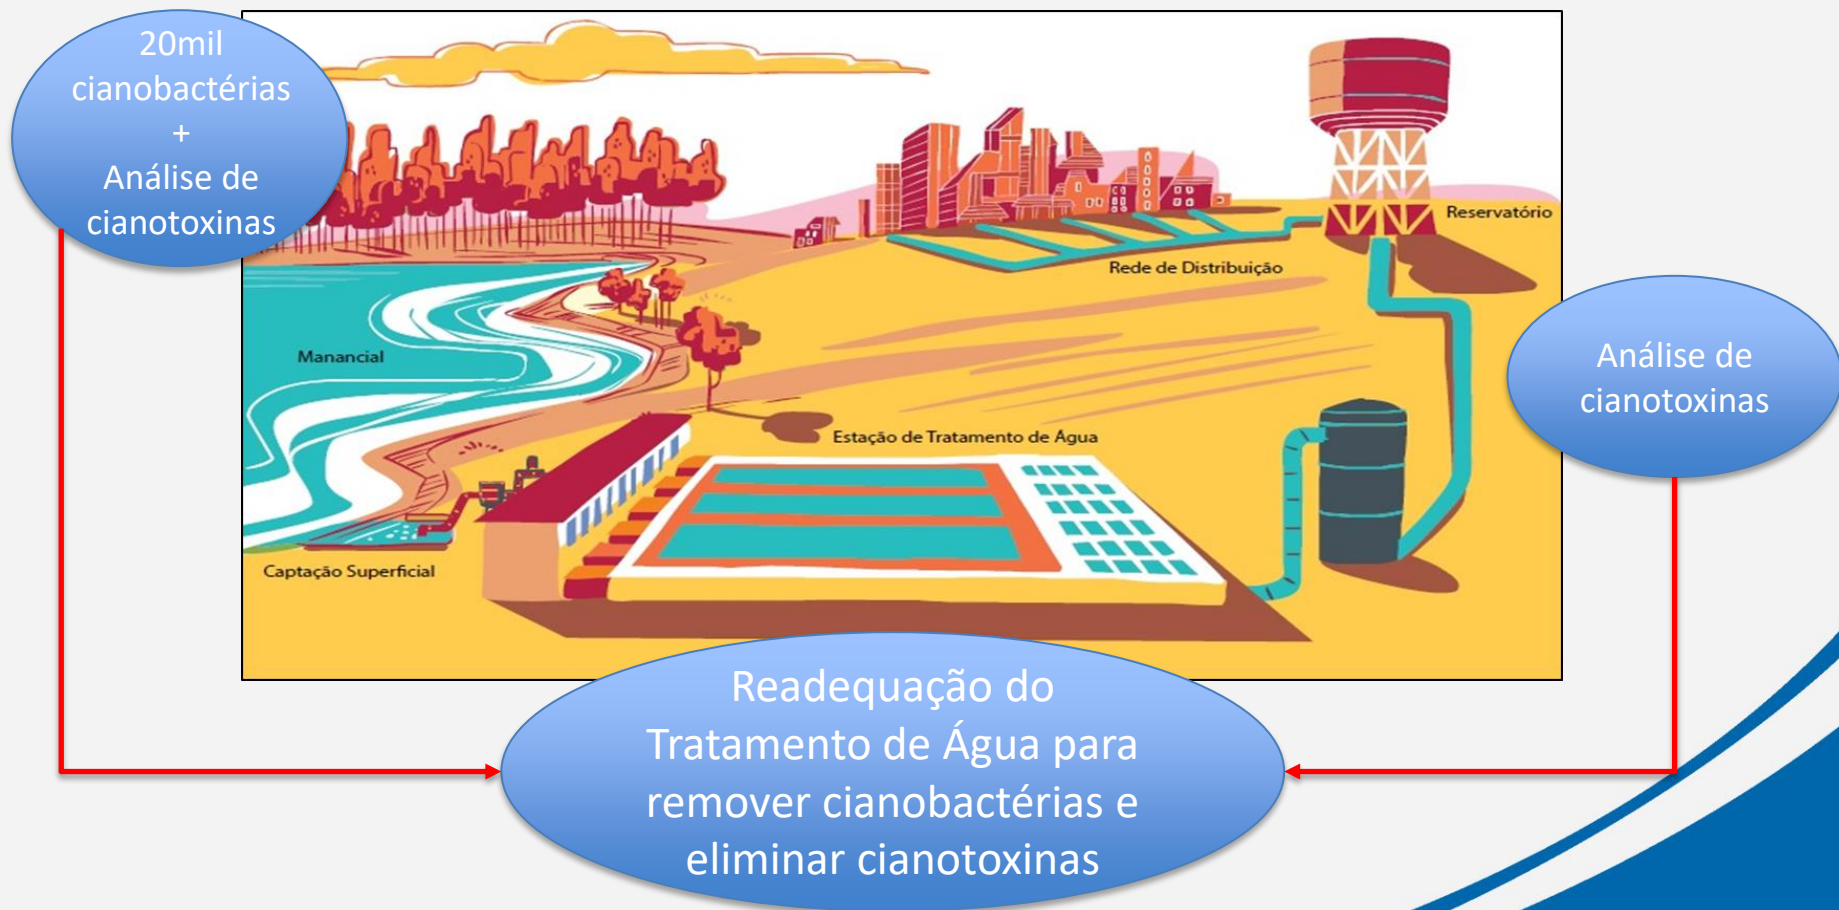 20mil
cianobactérias
+
Análise de
cianotoxinas
Reservatório
Rede de Distribuição
Manancial
Análise de
cianotoxinas
Estação de Tratamento de Água
Captação Superficial
Readequação do
Tratamento de Água para
remover cianobactérias e
eliminar cianotoxinas